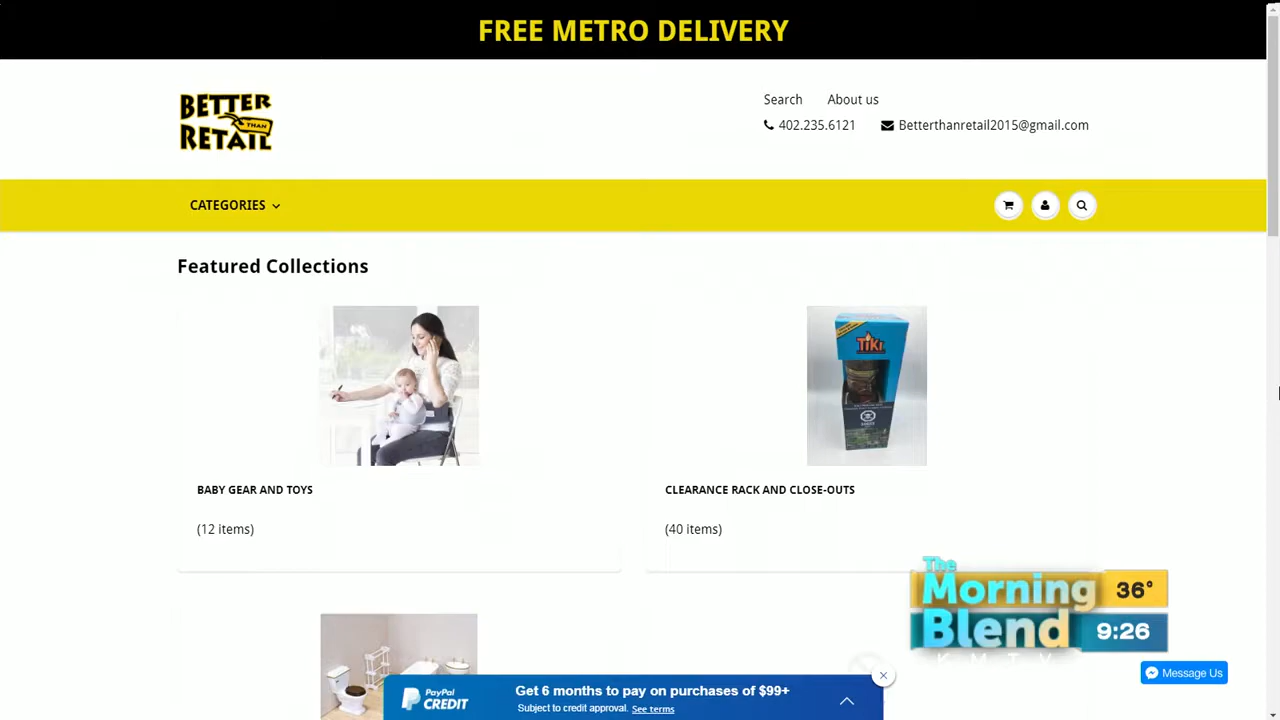 FREE METRO DELIVERY
BETTER
THAN
RETAIL
Search About us
402.235.6121 Betterthanretail2015@gmail.com
CATEGORIES
Featured Collections
TIKI
BABY GEAR AND TOYS
CLEARANCE RACK AND CLOSE-OUTS
(12 items)
(40 items)
The
Morning 36°
Blend 9:26
KMTV
Message Us
PayPal
CREDIT
Get 6 months to pay on purchases of $99+
Subject to credit approval. See terms